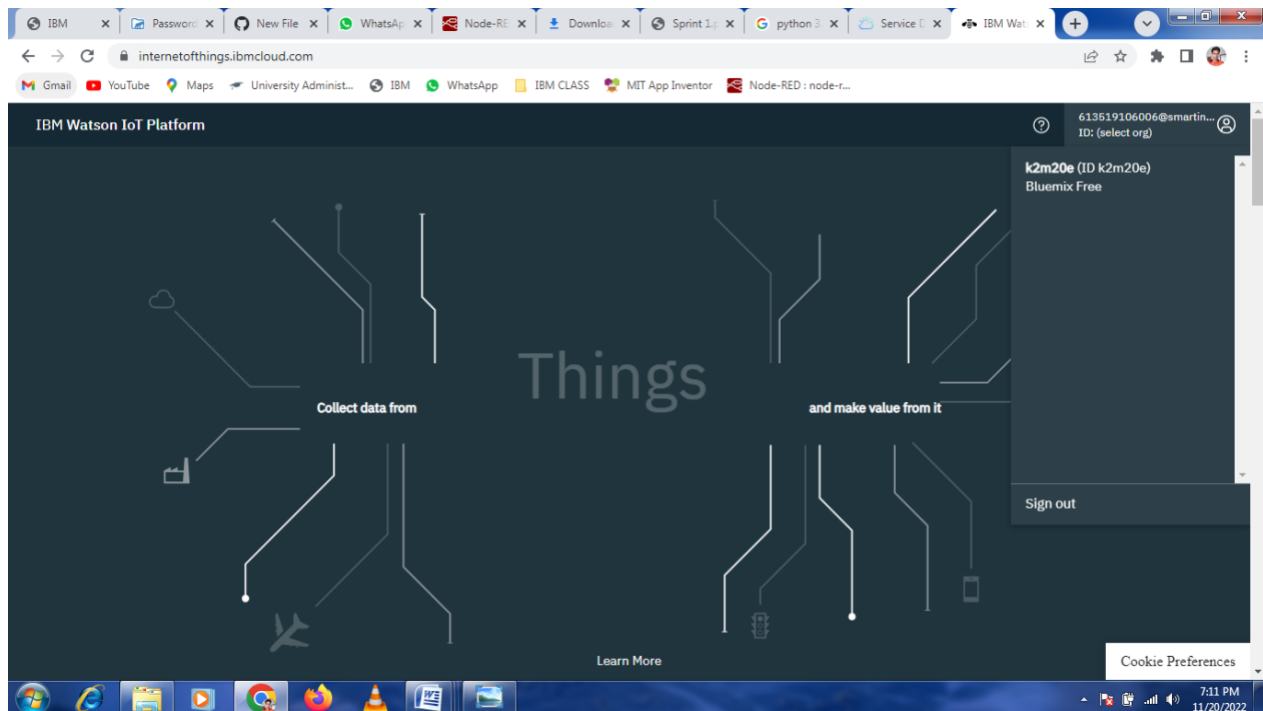 IBM
Password
New File
WhatsAp
Node-RE
Downloa
Sprint 1.p
python 3
Service D
IBM Wat
internetofthings.ibmcloud.com
Gmail
YouTube
Maps
University Administ...
IBM
WhatsApp
IBM CLASS
MIT App Inventor
Node-RED : node-r...
IBM Watson IoT Platform
613519106006@smartin...
ID: (select org)
k2m20e (ID k2m20e)
Bluemix Free
Things
Collect data from
and make value from it
Sign out
Learn More
Cookie Preferences
7:11 PM
11/20/2022